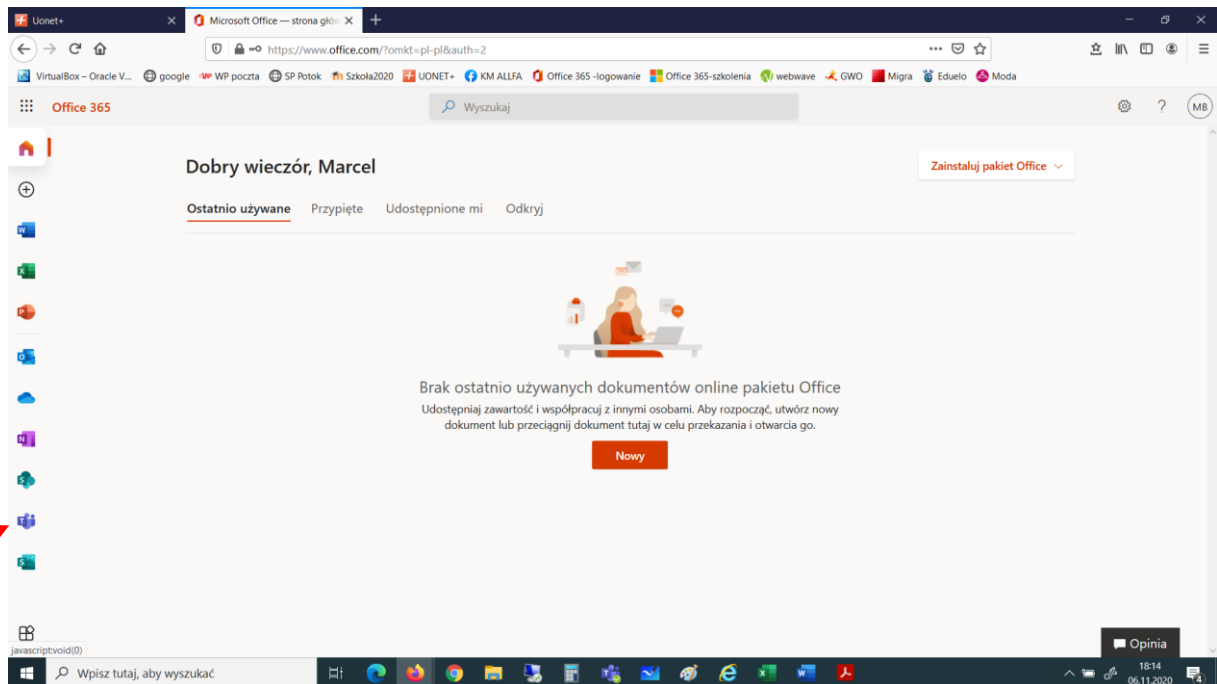 Uonet+
Microsoft Office — strona głów
https://www.office.com/?omkt=pl-pl&auth=2
VirtualBox – Oracle V... google WP poczta SP Potok Szkoła2020 UONET+ KM ALLFA Office 365 -logowanie Office 365-szkolenia webwave GWO Migra Eduelo Moda
Office 365
Wyszukaj
? MB
Dobry wieczór, Marcel
Zainstaluj pakiet Office
Ostatnio używane Przypięte Udostępnione mi Odkryj
Brak ostatnio używanych dokumentów online pakietu Office
Udostępniaj zawartość i współpracuj z innymi osobami. Aby rozpocząć, utwórz nowy
dokument lub przeciągnij dokument tutaj w celu przekazania i otwarcia go.
Nowy
Opinia
javascript:void(0)
Wpisz tutaj, aby wyszukać
18:14
06.11.2020